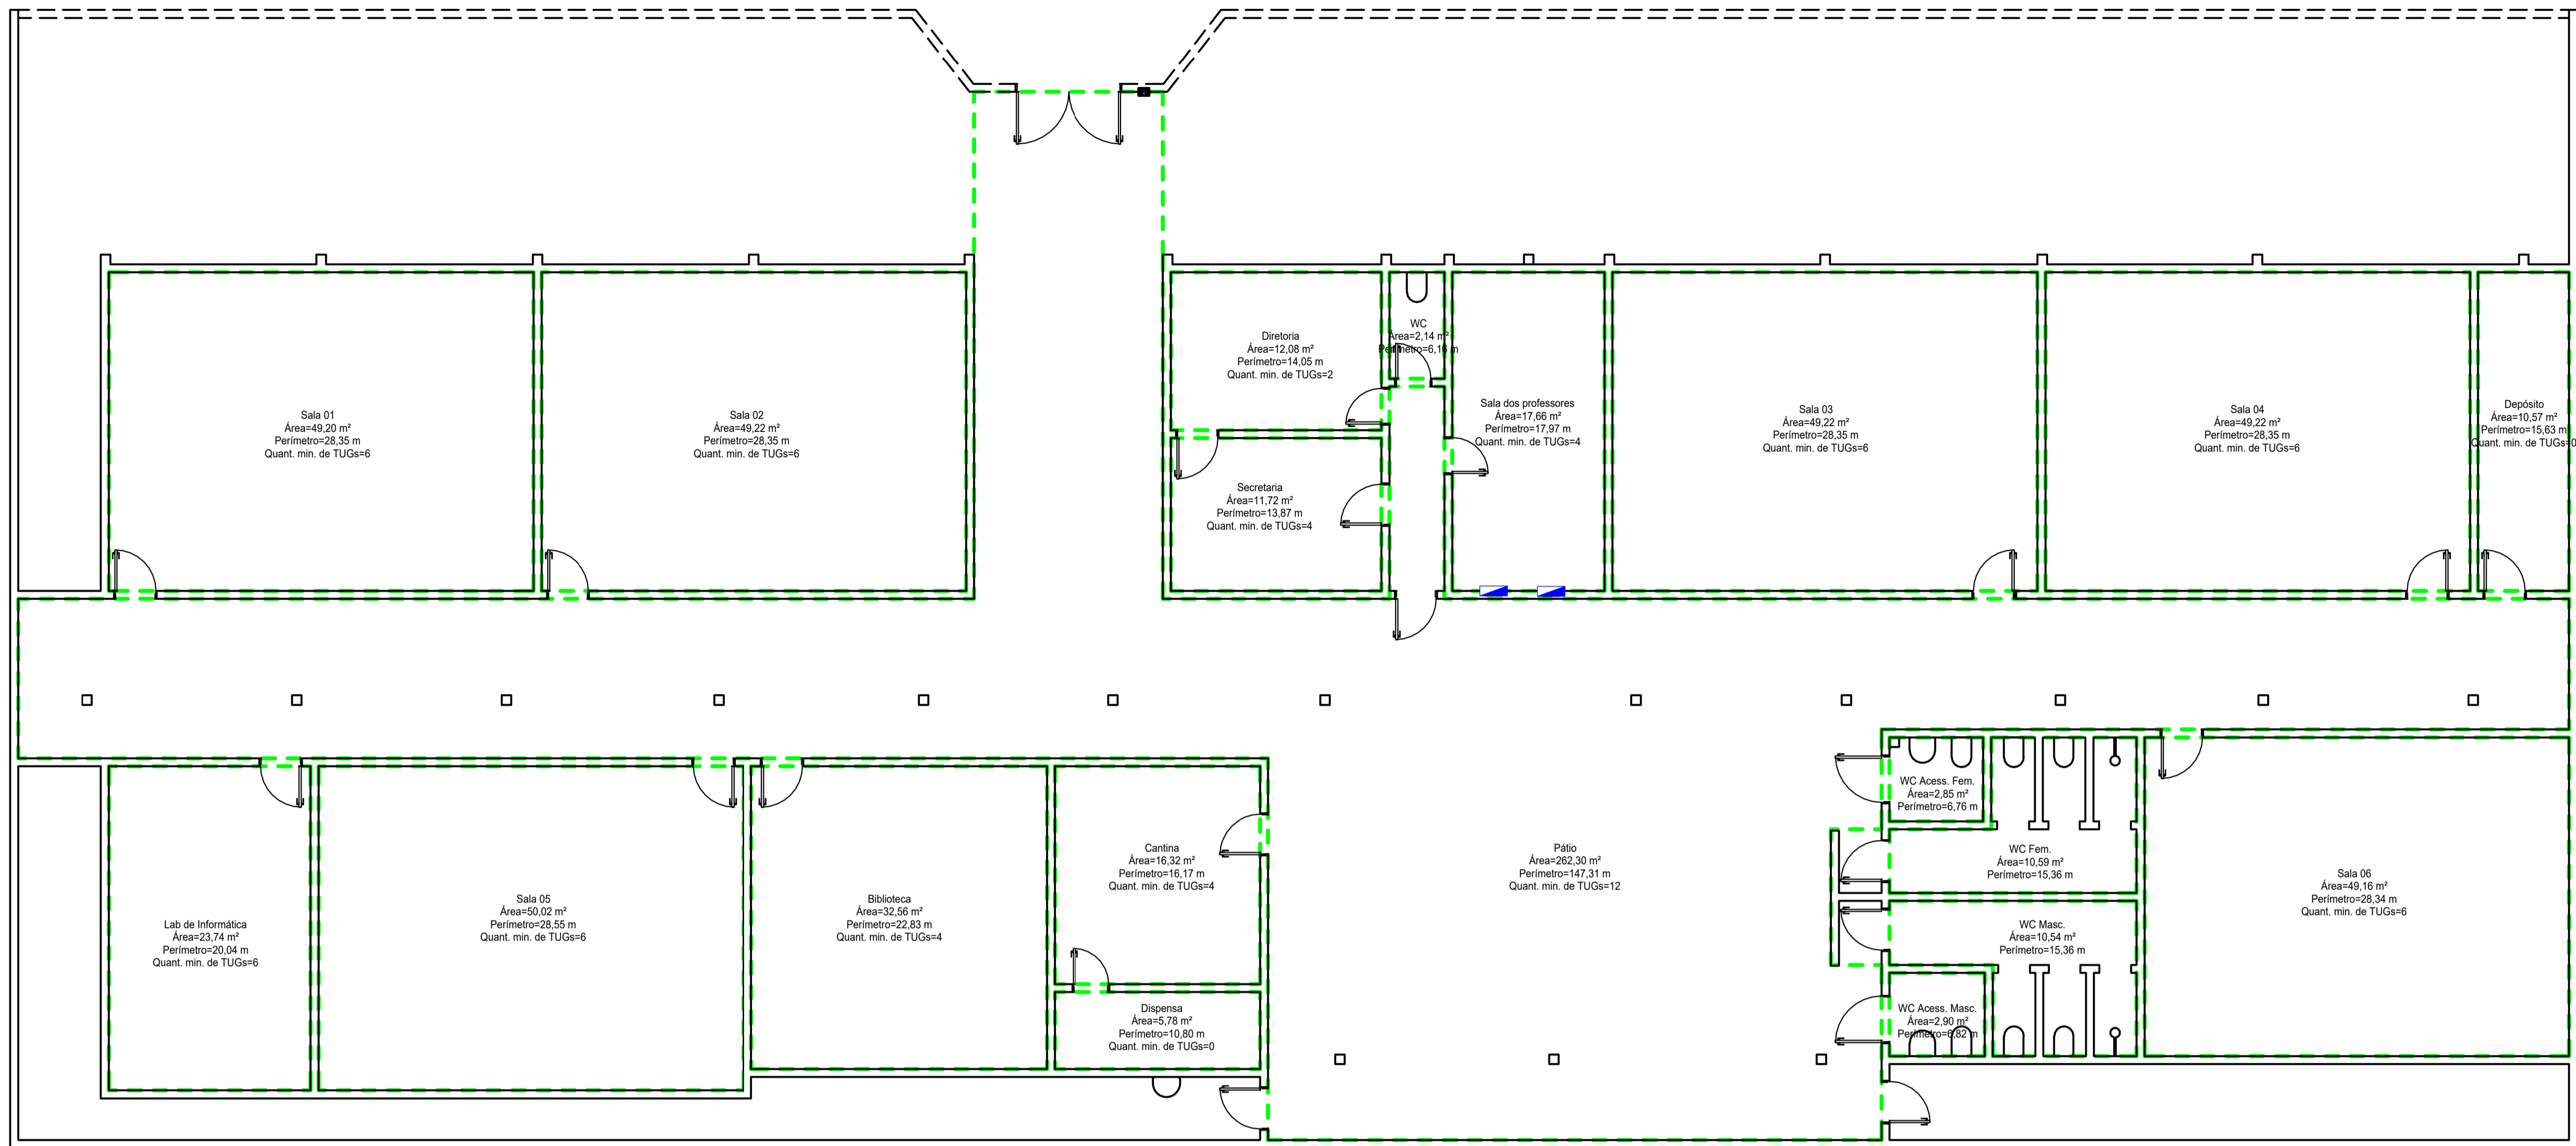 Diretoria
Área=12,08 m²
Perímetro=14,05 m
Quant. min. de TUGs=2
WC
Área=2,14 m²
Perímetro=6,16 m
Sala 01
Área=49,20 m²
Perímetro=28,35 m
Quant. min. de TUGs=6
Sala 02
Área=49,22 m²
Perímetro=28,35 m
Quant. min. de TUGs=6
Secretaria
Área=11,72 m²
Perímetro=13,87 m
Quant. min. de TUGs=4
Sala dos professores
Área=17,66 m²
Perímetro=17,97 m
Quant. min. de TUGs=4
Sala 03
Área=49,22 m²
Perímetro=28,35 m
Quant. min. de TUGs=6
Sala 04
Área=49,22 m²
Perímetro=28,35 m
Quant. min. de TUGs=6
Depósito
Área=10,57 m²
Perímetro=15,63 m
Quant. min. de TUGs=0
Lab de Informática
Área=23,74 m²
Perímetro=20,04 m
Quant. min. de TUGs=6
Sala 05
Área=50,02 m²
Perímetro=28,55 m
Quant. min. de TUGs=6
Biblioteca
Área=32,56 m²
Perímetro=22,83 m
Quant. min. de TUGs=4
Cantina
Área=16,32 m²
Perímetro=16,17 m
Quant. min. de TUGs=4
Dispensa
Área=5,78 m²
Perímetro=10,80 m
Quant. min. de TUGs=0
Pátio
Área=262,30 m²
Perímetro=147,31 m
Quant. min. de TUGs=12
WC Acess. Fem.
Área=2,85 m²
Perímetro=6,76 m
WC Fem.
Área=10,59 m²
Perímetro=15,36 m
WC Masc.
Área=10,54 m²
Perímetro=15,36 m
WC Acess. Masc.
Área=2,90 m²
Perímetro=6,82 m
Sala 06
Área=49,16 m²
Perímetro=28,34 m
Quant. min. de TUGs=6